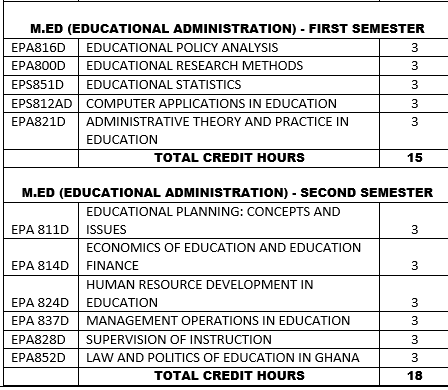 M.ED (EDUCATIONAL ADMINISTRATION) - FIRST SEMESTER
EPA816D EDUCATIONAL POLICY ANALYSIS 3
EPA800D EDUCATIONAL RESEARCH METHODS 3
EPS851D EDUCATIONAL STATISTICS 3
EPS812AD COMPUTER APPLICATIONS IN EDUCATION 3
EPA821D ADMINISTRATIVE THEORY AND PRACTICE IN 3
EDUCATION
TOTAL CREDIT HOURS 15
M.ED (EDUCATIONAL ADMINISTRATION) - SECOND SEMESTER
EDUCATIONAL PLANNING: CONCEPTS AND
EPA 811D ISSUES 3
ECONOMICS OF EDUCATION AND EDUCATION
EPA 814D FINANCE 3
HUMAN RESOURCE DEVELOPMENT IN
EPA 824D EDUCATION 3
EPA 837D MANAGEMENT OPERATIONS IN EDUCATION 3
EPA828D SUPERVISION OF INSTRUCTION 3
EPA852D LAW AND POLITICS OF EDUCATION IN GHANA 3
TOTAL CREDIT HOURS 18